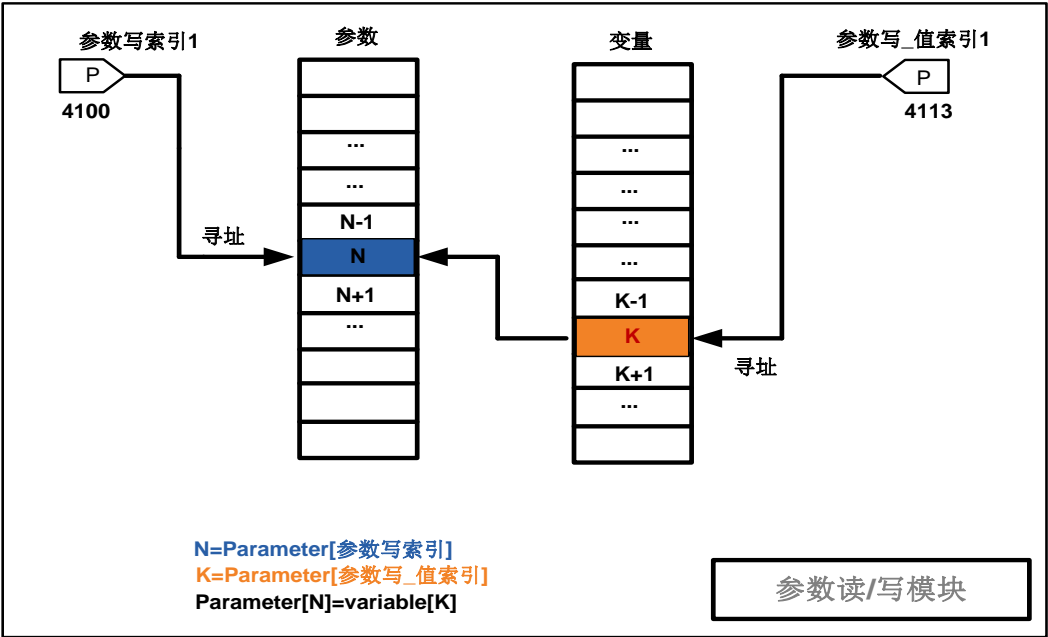 参数写索引1
P
4100
参数
变量
参数写_值索引1
P
4113
...
...
N-1
N
N+1
...
寻址
...
...
...
...
K-1
K
K+1
...
寻址
N=Parameter[参数写索引]
K=Parameter[参数写_值索引]
Parameter[N]=variable[K]
参数读/写模块